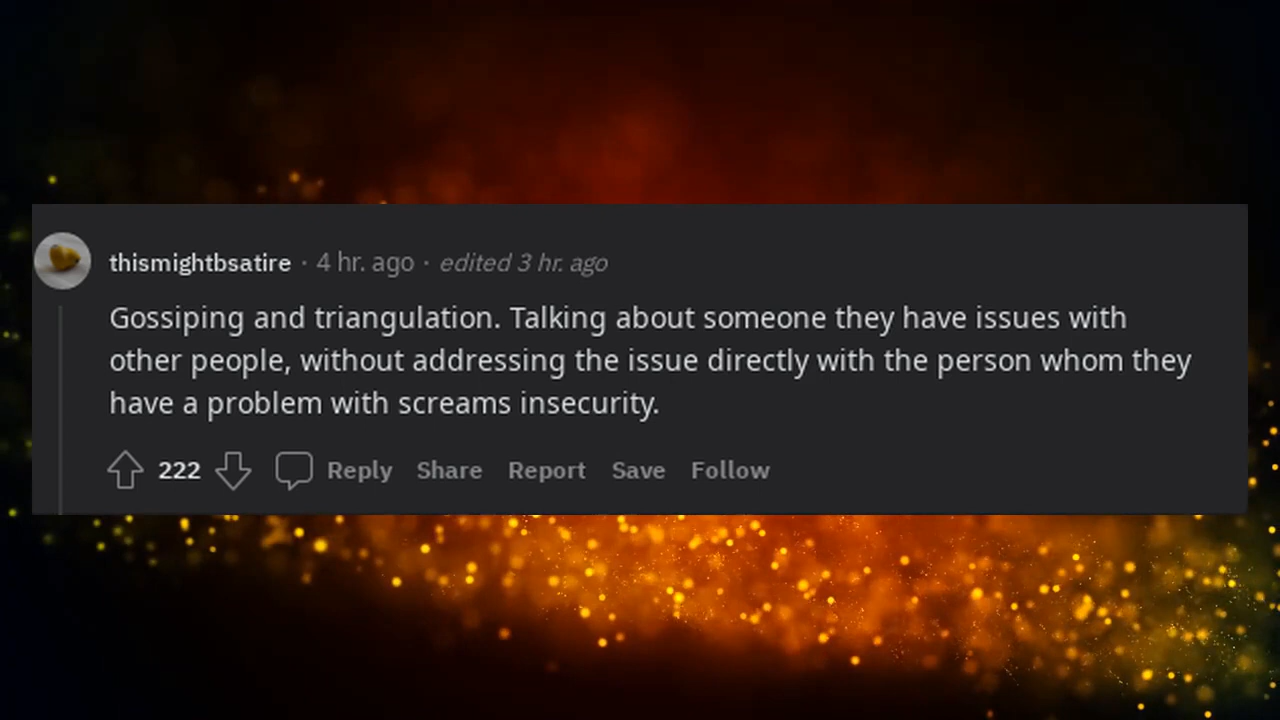 thismightbsatire · 4 hr. ago · edited 3 hr. ago
Gossiping and triangulation. Talking about someone they have issues with
other people, without addressing the issue directly with the person whom they
have a problem with screams insecurity.
222 Reply Share Report Save Follow